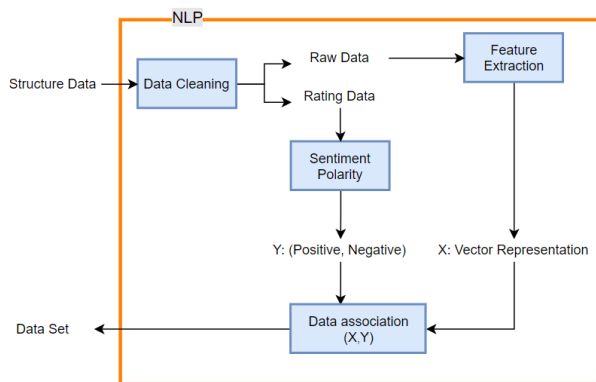 NLP
Structure Data
Data Cleaning
Raw Data
Rating Data
Feature
Extraction
Sentiment
Polarity
Y: (Positive, Negative)
X: Vector Representation
Data Set
Data association
(X,Y)